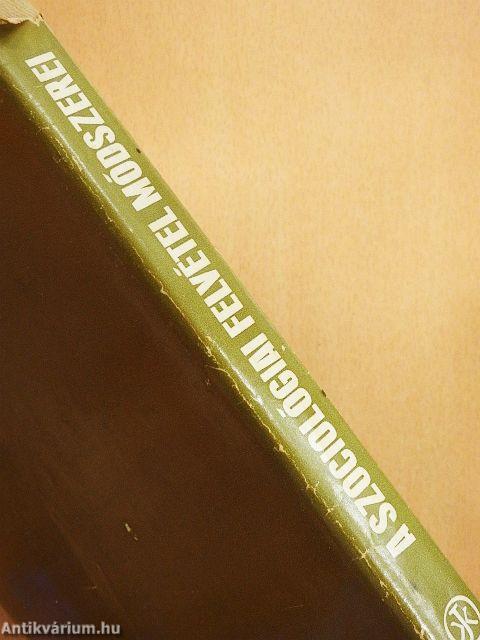 A SZOCIOLÓGIAI FELVÉTEL MÓDSZEREI
Antikvárium.hu